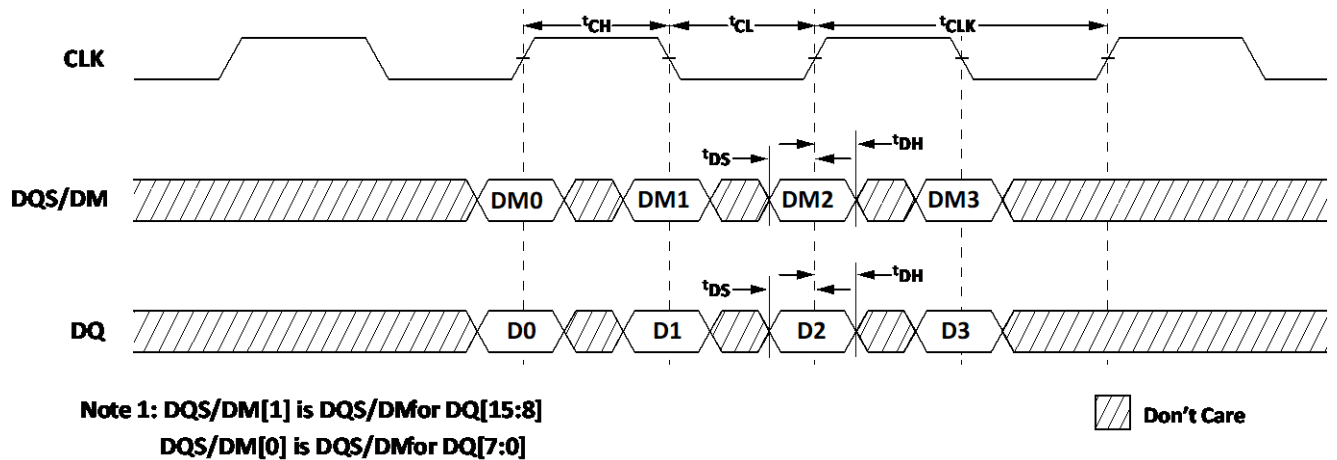 tCH tCL tCLK
CLK
tDS tDH
DQS/DM DM0 DM1 DM2 DM3
tDS tDH
DQ D0 D1 D2 D3
Note 1: DQS/DM[1] is DQS/DMfor DQ[15:8]
DQS/DM[0] is DQS/DMfor DQ[7:0]
Don't Care